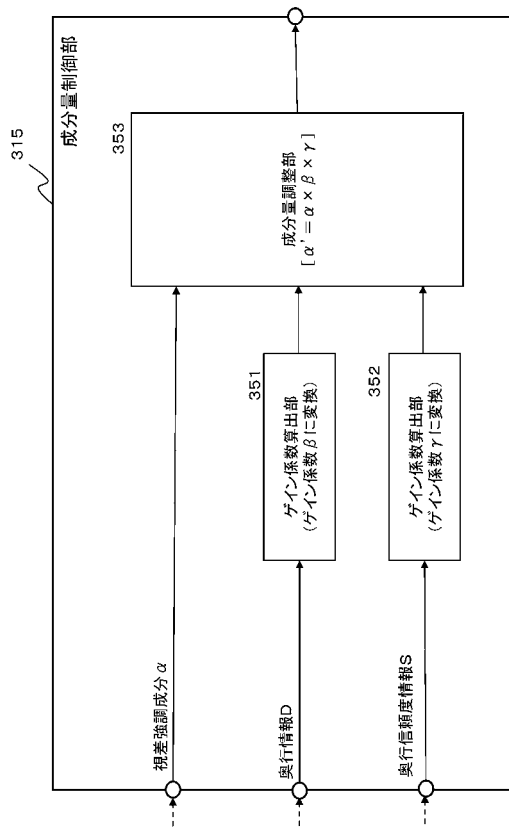 315
成分量制御部
353
成分量調整部
[α'=α×β×γ]
視差強調成分α
351
ゲイン係数算出部
(ゲイン係数βに変換)
奥行情報D
352
ゲイン係数算出部
(ゲイン係数γに変換)
奥行信頼度情報S